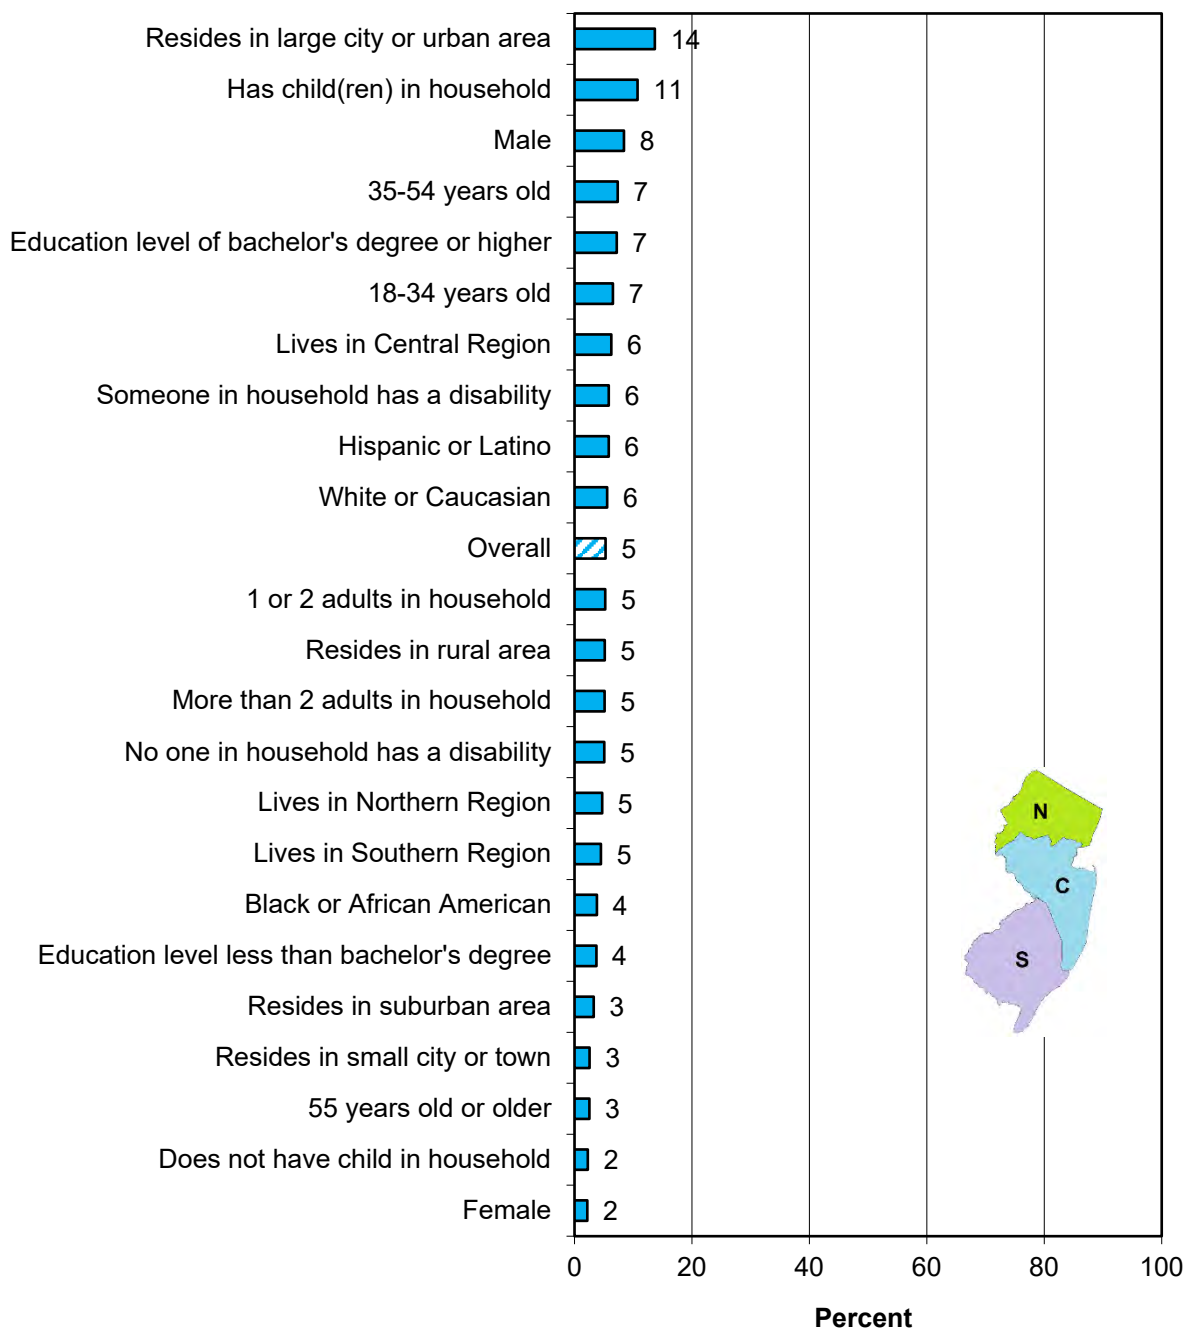 Resides in large city or urban area 14
Has child(ren) in household 11
Male 8
35-54 years old 7
Education level of bachelor's degree or higher 7
18-34 years old 7
Lives in Central Region 6
Someone in household has a disability 6
Hispanic or Latino 6
White or Caucasian 6
Overall 5
1 or 2 adults in household 5
Resides in rural area 5
More than 2 adults in household 5
No one in household has a disability 5
Lives in Northern Region 5
N
Lives in Southern Region 5
C
Black or African American 4
Education level less than bachelor's degree 4
S
Resides in suburban area 3
Resides in small city or town 3
55 years old or older 3
Does not have child in household 2
Female 2
0 20 40 60 80 100
Percent